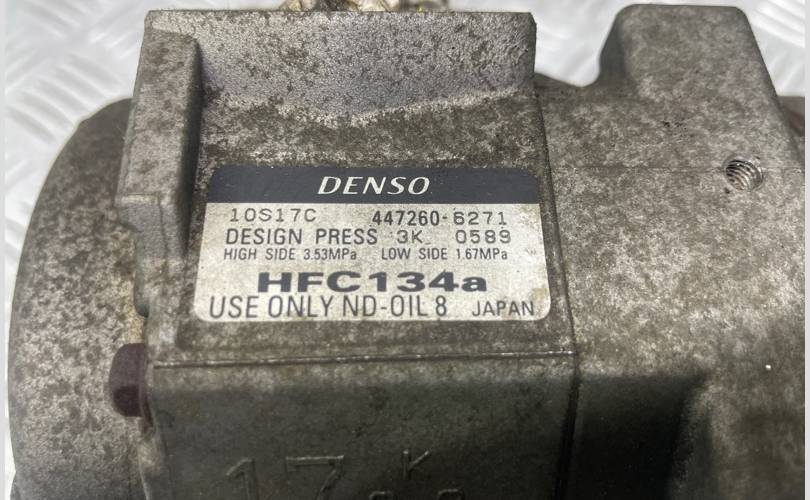 DENSO
10S17C 447260-6271
DESIGN PRESS 3K 0589
HIGH SIDE 3.53MPa LOW SIDE 1.67MPa
HFC134a
USE ONLY ND-OIL 8 JAPAN
17 K